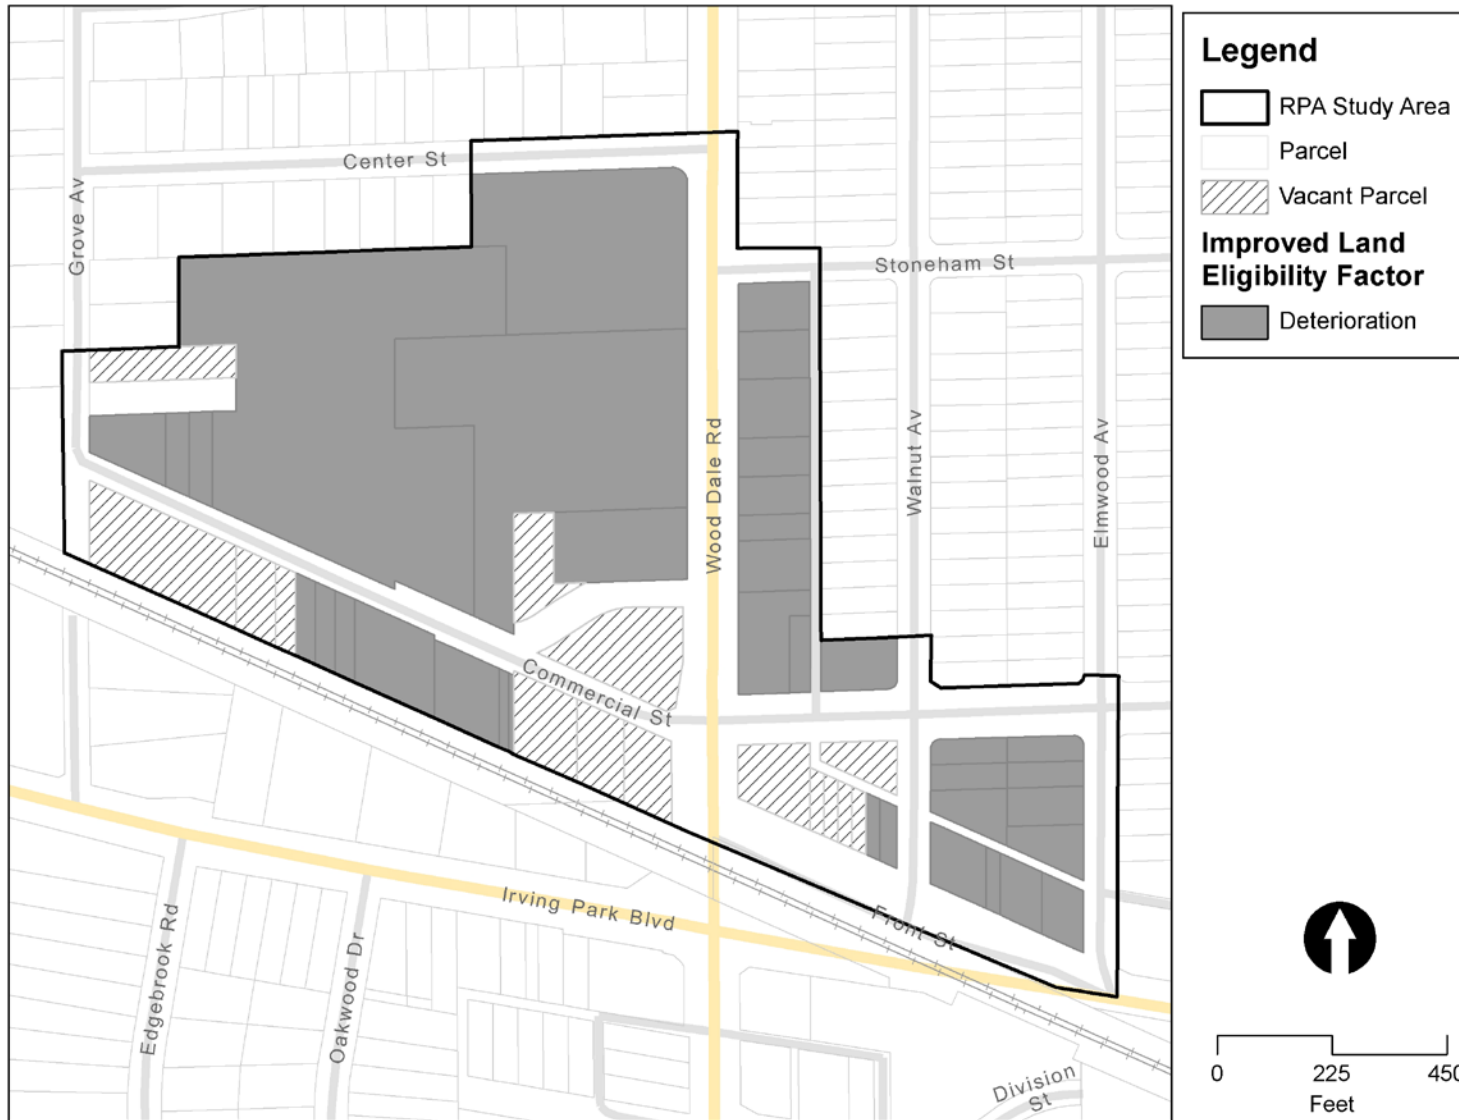 Legend
RPA Study Area
Parcel
Vacant Parcel
Improved Land
Eligibility Factor
Deterioration
Center St
Grove Av
Stoneham St
Wood Dale Rd
Walnut Av
Elmwood Av
Commercial St
Irving Park Blvd
Front St
Edgebrook Rd
Oakwood Dr
Division
St
0 225 450
Feet